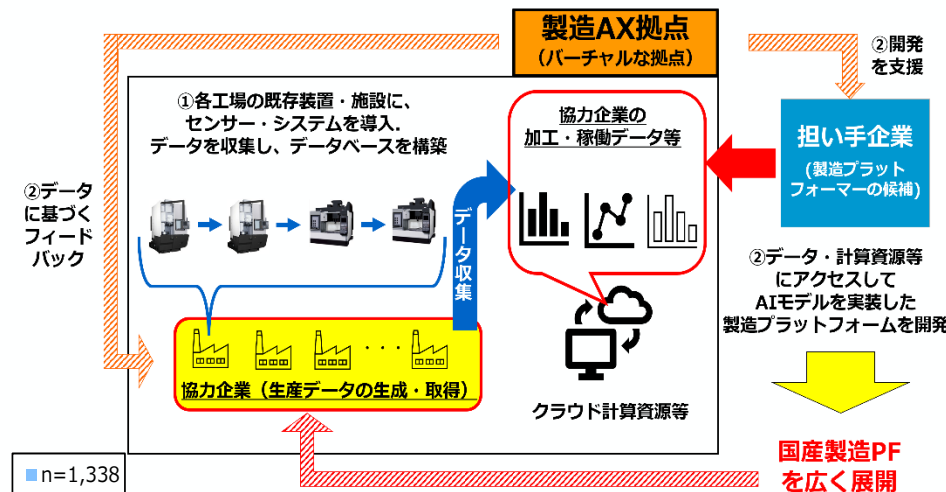 製造AX拠点
（バーチャルな拠点）
②開発
を支援
①各工場の既存装置・施設に、
センサー・システムを導入.
データを収集し、データベースを構築
協力企業の
加工・稼働データ等
担い手企業
(製造プラット
フォーマーの候補)
②データ
に基づく
フィード
バック
データ収集
②データ・計算資源等
にアクセスして
AIモデルを実装した
製造プラットフォームを開発
・・・
協力企業（生産データの生成・取得）
クラウド計算資源等
国産製造PF
を広く展開
n=1,338